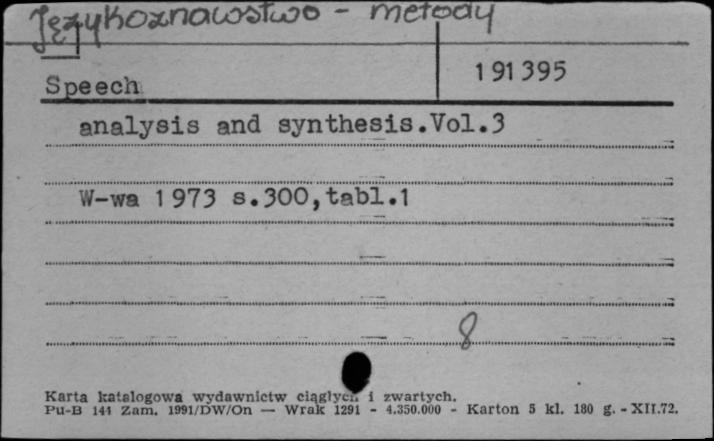 Językoznawstwo - metody
191395
Speech
analysis and synthesis.Vol.3
W-wa 1973 s.300,tabl.1
8
Karta katalogowa wydawnictw ciągłych i zwartych.
Pu-B 141 Zam. 1991/DW/On — Wrak 1291 - 4.350.000 - Karton 5 kl. 180 g. - XII.72.